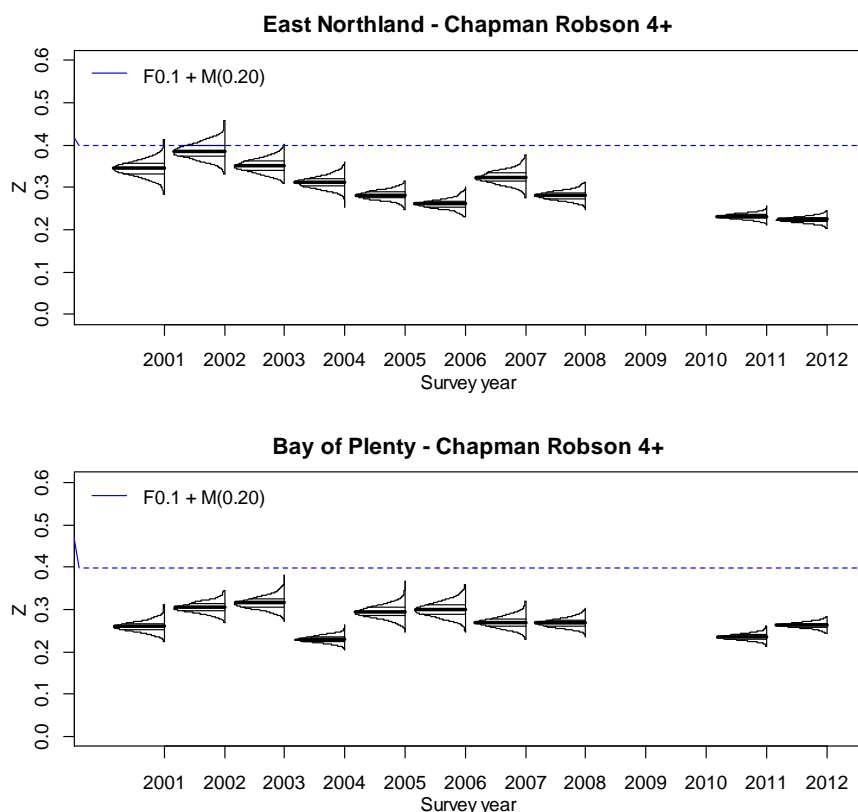 East Northland - Chapman Robson 4+
F0.1 + M(0.20)
0.6
0.5
0.4
0.3
0.2
0.1
0.0
Z
2001 2002 2003 2004 2005 2006 2007 2008 2009 2010 2011 2012
Survey year
Bay of Plenty - Chapman Robson 4+
F0.1 + M(0.20)
0.6
0.5
0.4
0.3
0.2
0.1
0.0
Z
2001 2002 2003 2004 2005 2006 2007 2008 2009 2010 2011 2012
Survey year